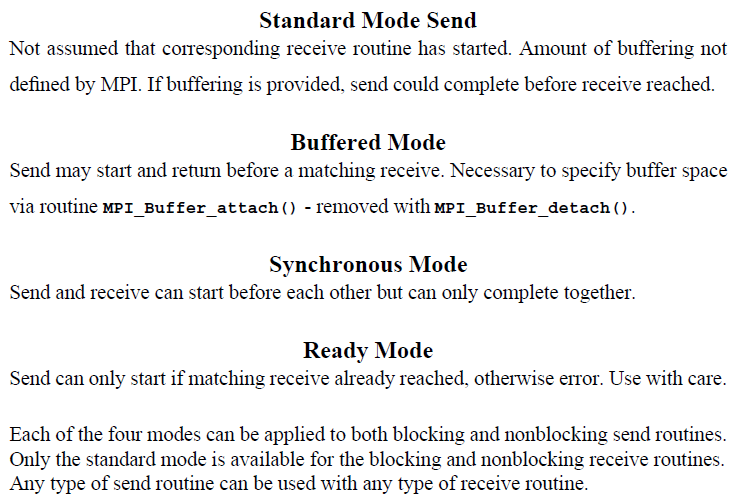 Standard Mode Send
Not assumed that corresponding receive routine has started. Amount of buffering not
defined by MPI. If buffering is provided, send could complete before receive reached.
Buffered Mode
Send may start and return before a matching receive. Necessary to specify buffer space
via routine MPI_Buffer_attach() - removed with MPI_Buffer_detach().
Synchronous Mode
Send and receive can start before each other but can only complete together.
Ready Mode
Send can only start if matching receive already reached, otherwise error. Use with care.
Each of the four modes can be applied to both blocking and nonblocking send routines.
Only the standard mode is available for the blocking and nonblocking receive routines.
Any type of send routine can be used with any type of receive routine.